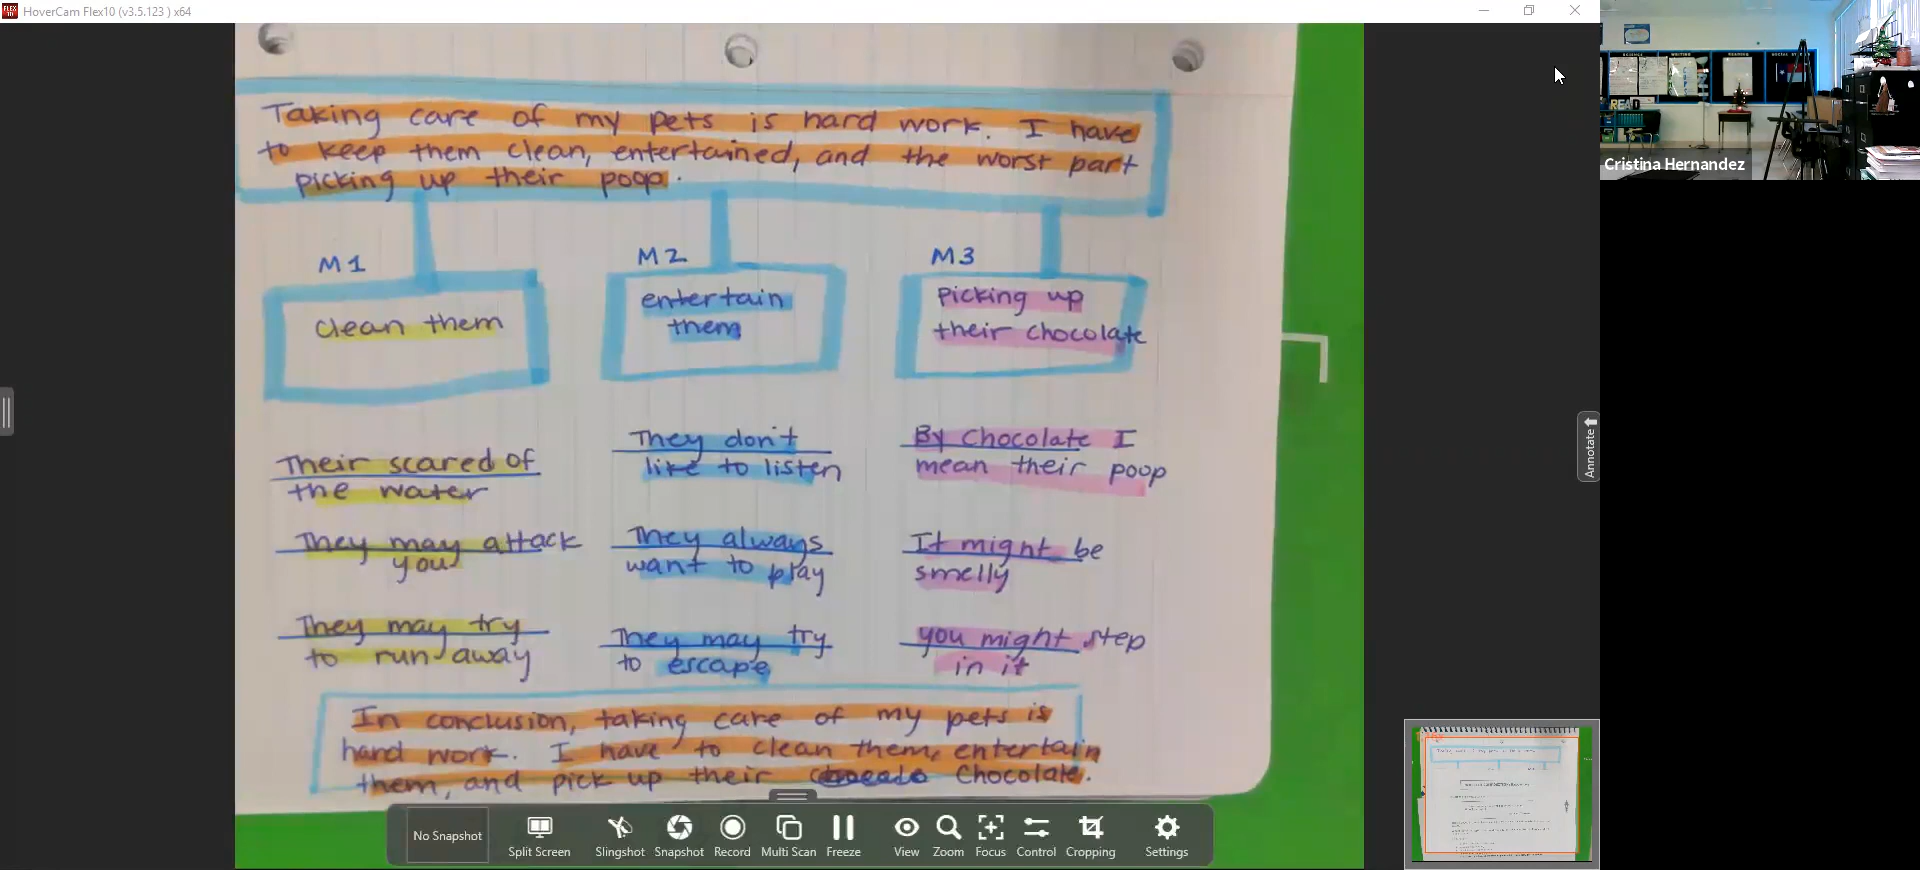 HoverCam Flex10 (v3.5.123) x64
Taking care of my pets is hard work. I have
to keep them clean, entertained, and the worst part
picking up their poop.
M1
clean them
Their scared of
the water
They may attack
you
They may try
to run away
M2
entertain
them
They don't
like to listen
They always
want to play
They may try
to escape
M3
Picking up
their chocolate
By chocolate I
mean their poop
It might be
smelly
you might step
in it
In conclusion, taking care of my pets is
hard work. I have to clean them, entertain
them, and pick up their Chocolate.
No Snapshot
Split Screen
Slingshot
Snapshot
Record
Multi Scan
Freeze
View
Zoom
Focus
Control
Cropping
Settings
Annotate
READ
Cristina Hernandez